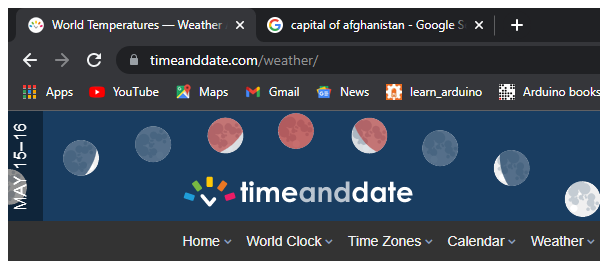 World Temperatures — Weather
capital of afghanistan - Google S
timeanddate.com/weather/
Apps YouTube Maps Gmail News learn_arduino Arduino books
MAY 15–16
timeanddate
Home World Clock Time Zones Calendar Weather